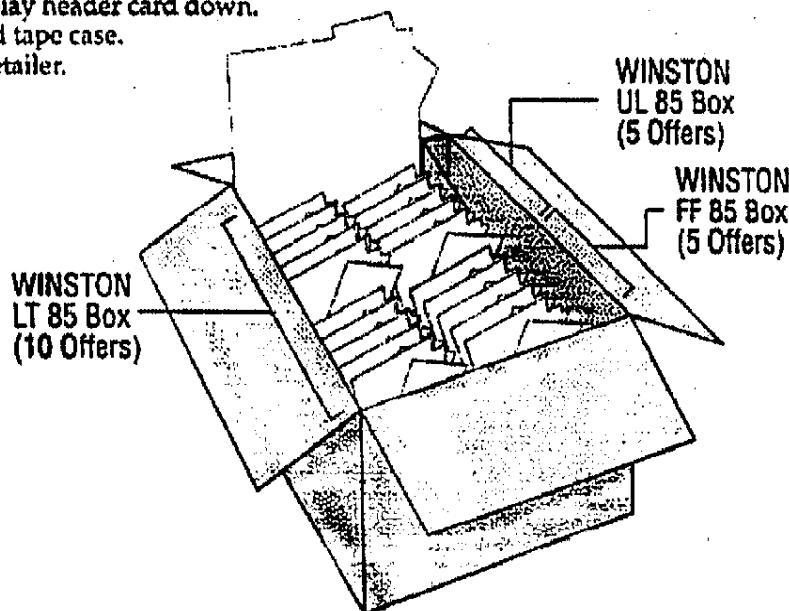 lay header card down.
d tape case.
etailer.
WINSTON
UL 85 Box
(5 Offers)
WINSTON
FF 85 Box
(5 Offers)
WINSTON
LT 85 Box
(10 Offers)